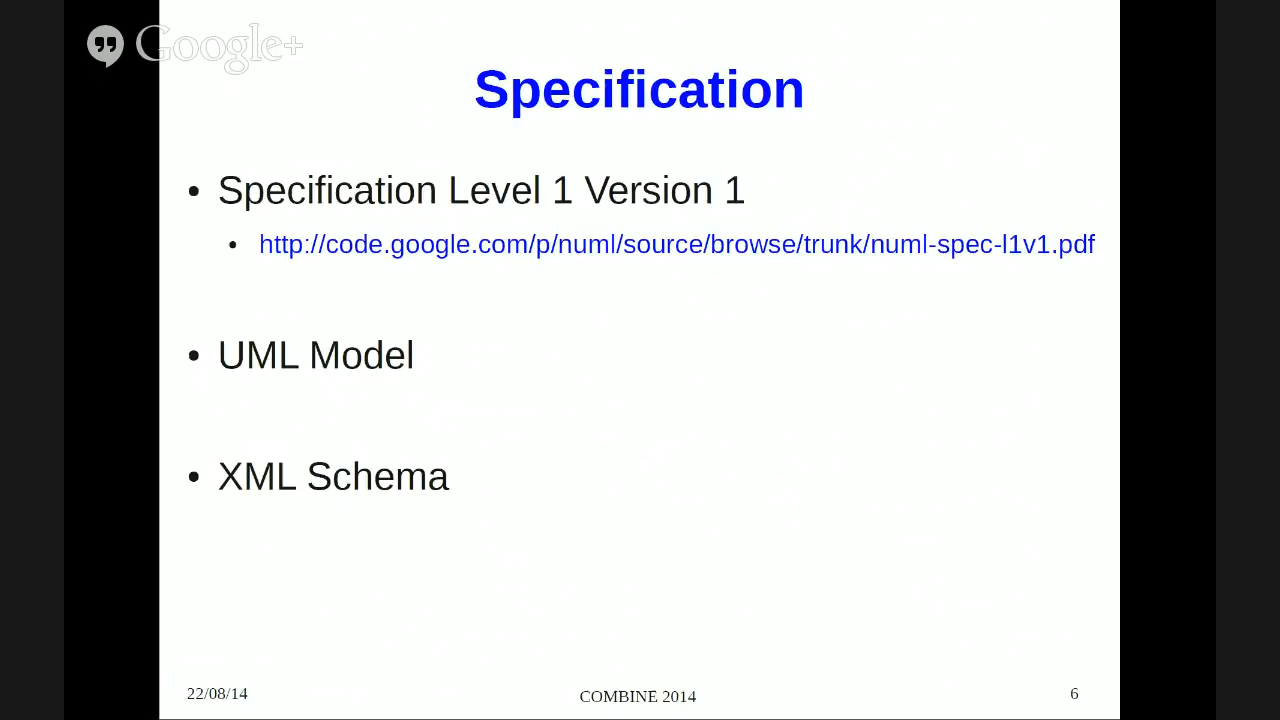 Google+
Specification
• Specification Level 1 Version 1
• http://code.google.com/p/numl/source/browse/trunk/numl-spec-l1v1.pdf
• UML Model
• XML Schema
22/08/14
COMBINE 2014
6